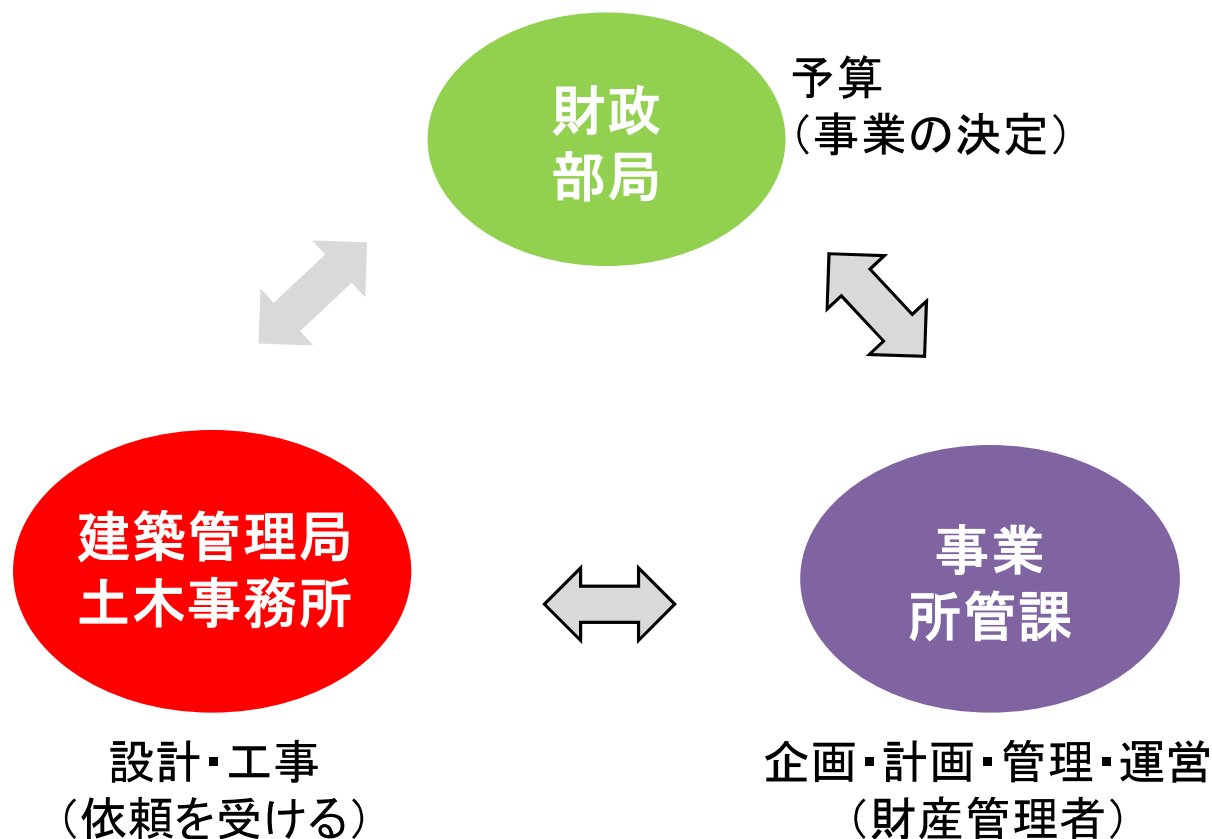 財政
部局
予算
（事業の決定）
建築管理局
土木事務所
設計・工事
（依頼を受ける）
事業
所管課
企画・計画・管理・運営
（財産管理者）